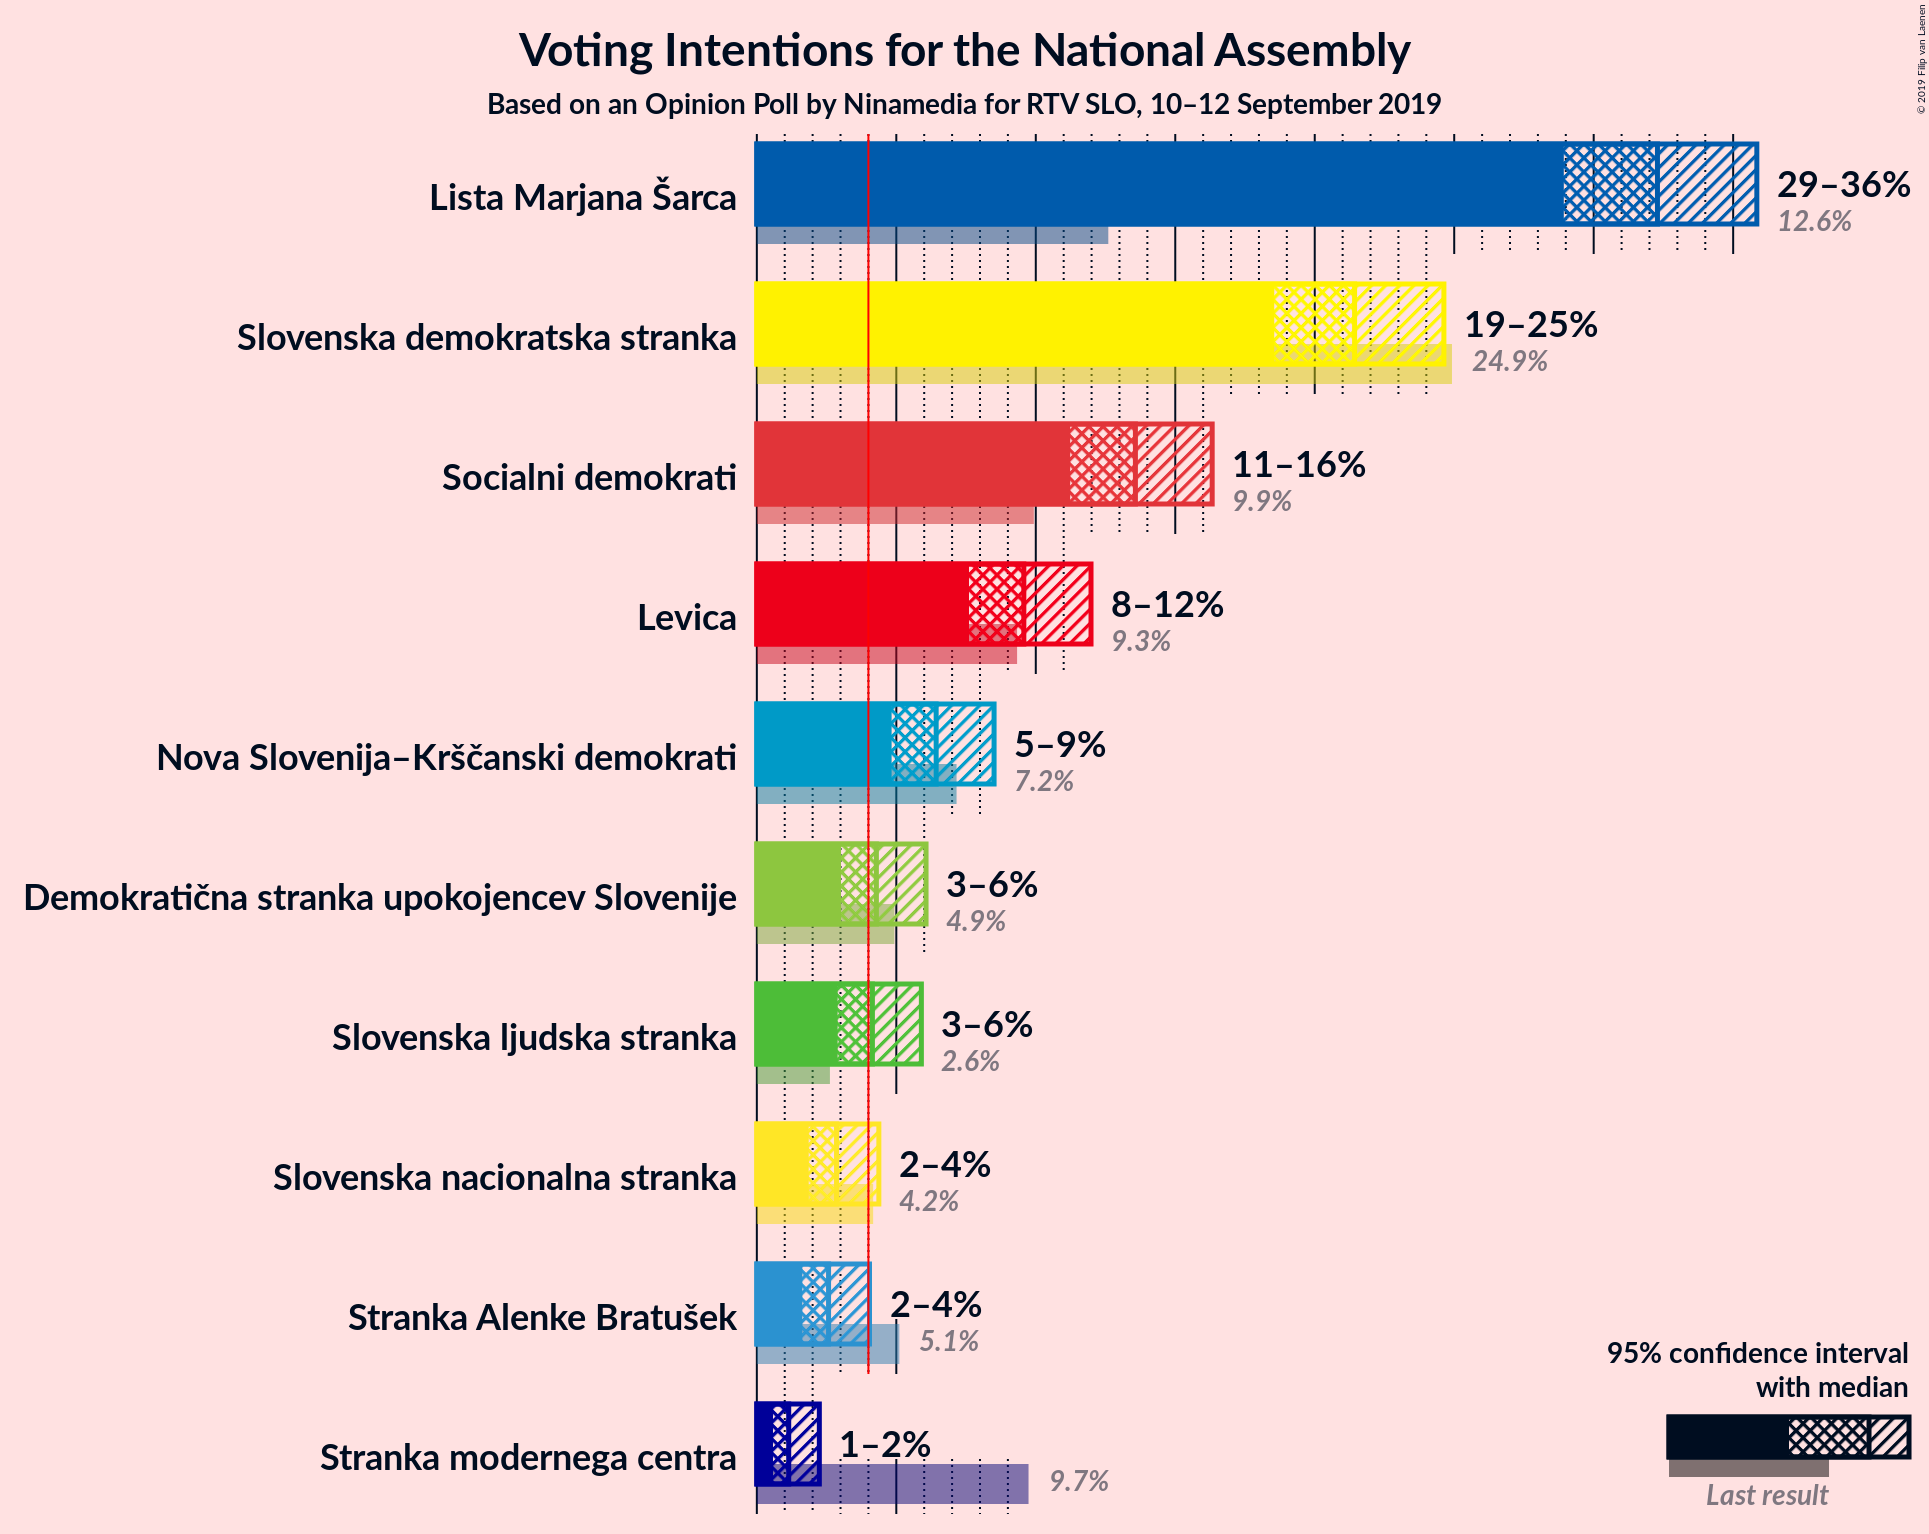 Voting Intentions for the National Assembly
Based on an Opinion Poll by Ninamedia for RTV SLO, 10–12 September 2019
© 2019 Filip van Laenen
Lista Marjana Šarca
29–36%
12.6%
Slovenska demokratska stranka
19–25%
24.9%
Socialni demokrati
11–16%
9.9%
Levica
8–12%
9.3%
Nova Slovenija–Krščanski demokrati
5–9%
7.2%
Demokratična stranka upokojencev Slovenije
3–6%
4.9%
Slovenska ljudska stranka
3–6%
2.6%
Slovenska nacionalna stranka
2–4%
4.2%
Stranka Alenke Bratušek
2–4%
5.1%
Stranka modernega centra
1–2%
9.7%
95% confidence interval
with median
Last result